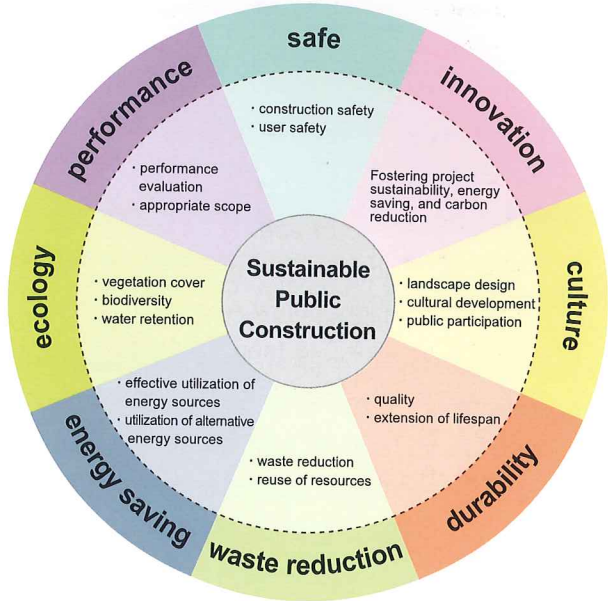 safe
· construction safety
· user safety
innovation
Fostering project
sustainability, energy
saving, and carbon
reduction
culture
· landscape design
· cultural development
· public participation
durability
· quality
· extension of lifespan
waste reduction
· waste reduction
· reuse of resources
energy saving
· effective utilization of
energy sources
· utilization of alternative
energy sources
ecology
· vegetation cover
· biodiversity
· water retention
performance
· performance
evaluation
· appropriate scope
Sustainable
Public
Construction